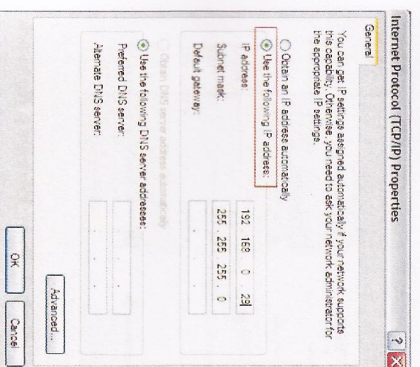 Internet Protocol (TCP/IP) Properties
General
You can get IP settings assigned automatically if your network supports
this capability. Otherwise, you need to ask your network administrator for
the appropriate IP settings.
Obtain an IP address automatically
Use the following IP address:
IP address: 192 . 168 . 0 . 29
Subnet mask: 255 . 255 . 255 . 0
Default gateway: . . .
Obtain DNS server address automatically
Use the following DNS server addresses:
Preferred DNS server: . . .
Alternate DNS server: . . .
Advanced...
OK
Cancel